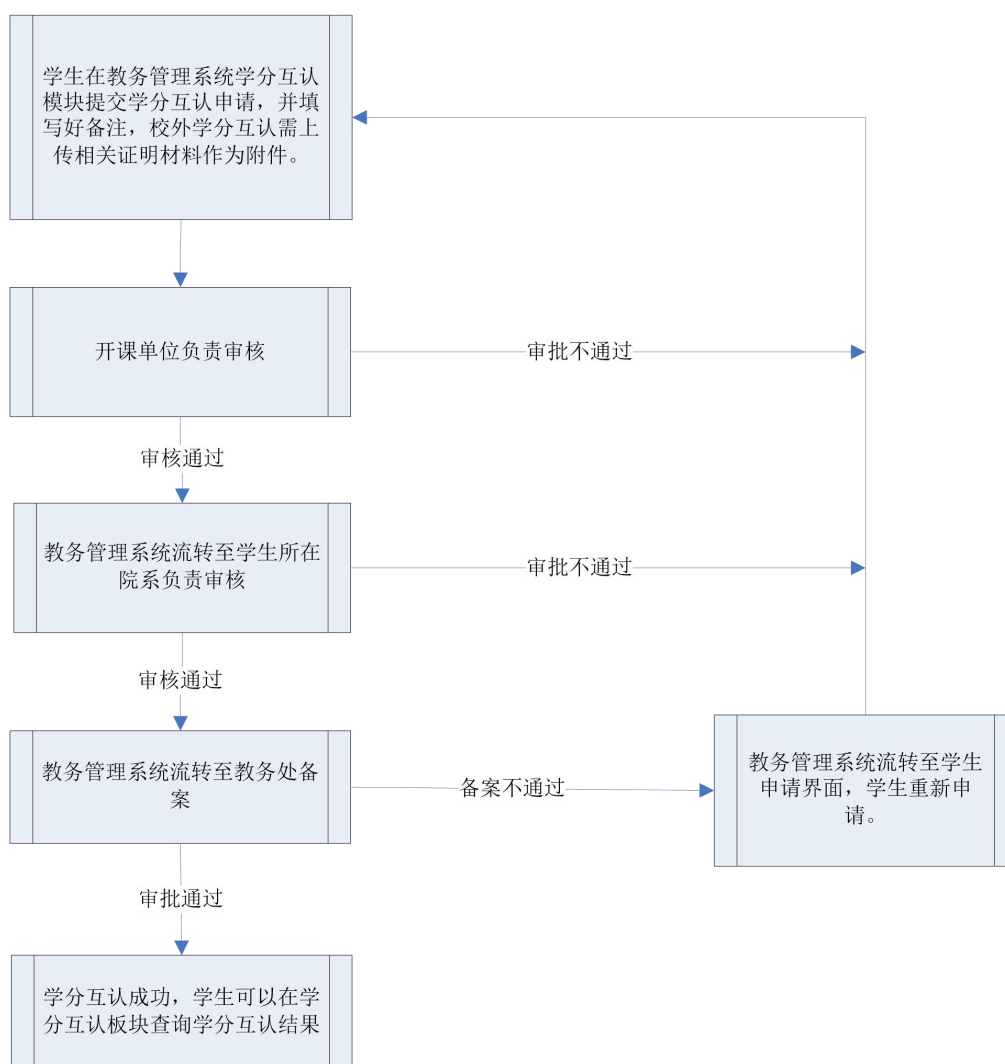 学生在教务管理系统学分互认
模块提交学分互认申请，并填
写好备注，校外学分互认需上
传相关证明材料作为附件。
开课单位负责审核
审批不通过
审核通过
教务管理系统流转至学生所在
院系负责审核
审批不通过
审核通过
教务管理系统流转至教务处备
案
备案不通过
教务管理系统流转至学生
申请界面，学生重新申
请。
审批通过
学分互认成功，学生可以在学
分互认板块查询学分互认结果